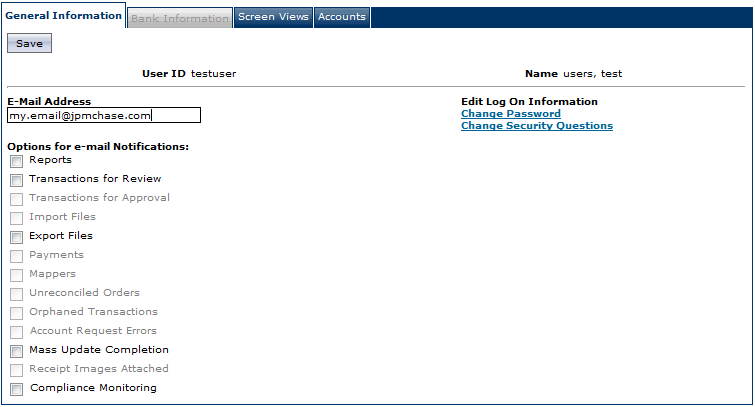 General Information Bank Information Screen Views Accounts
Save
User ID testuser Name users, test
E-Mail Address
my.email@jpmchase.com
Edit Log On Information
Change Password
Change Security Questions
Options for e-mail Notifications:
Reports
Transactions for Review
Transactions for Approval
Import Files
Export Files
Payments
Mappers
Unreconciled Orders
Orphaned Transactions
Account Request Errors
Mass Update Completion
Receipt Images Attached
Compliance Monitoring